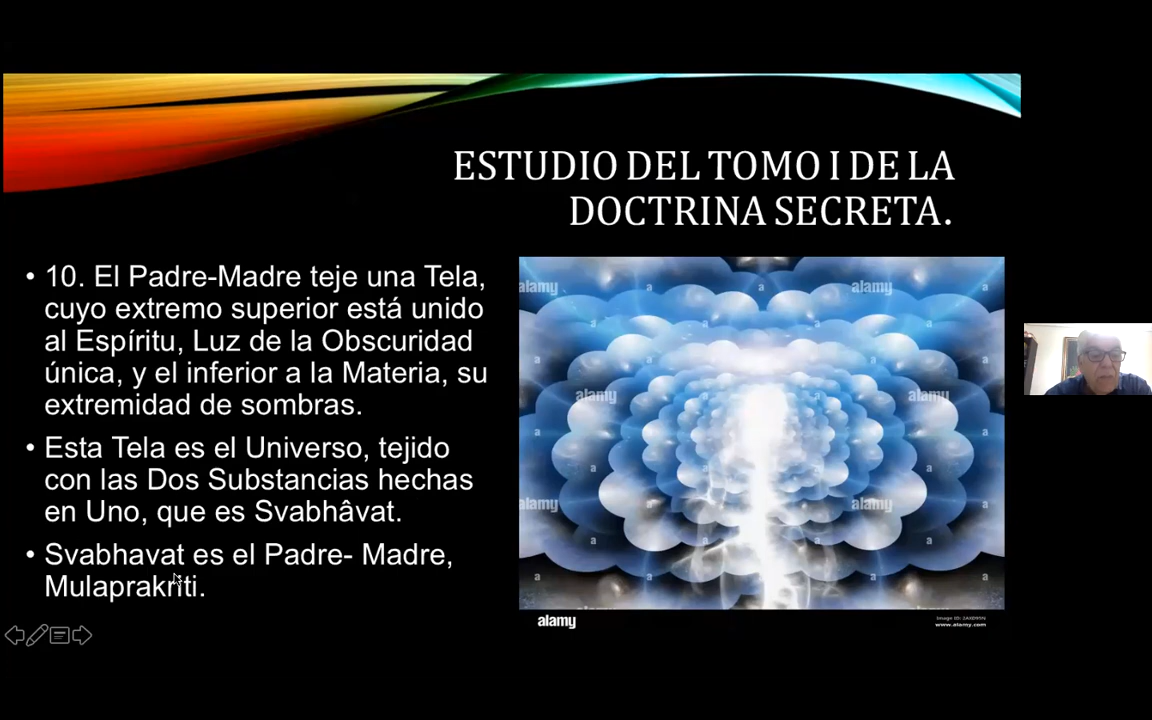 ESTUDIO DEL TOMO I DE LA
DOCTRINA SECRETA.
• 10. El Padre-Madre teje una Tela,
cuyo extremo superior está unido
al Espíritu, Luz de la Obscuridad
única, y el inferior a la Materia, su
extremidad de sombras.
• Esta Tela es el Universo, tejido
con las Dos Substancias hechas
en Uno, que es Svabhâvat.
• Svabhavat es el Padre- Madre,
Mulaprakriti.
alamy
alamy
alamy
alamy
alamy
alamy
alamy
www.alamy.com